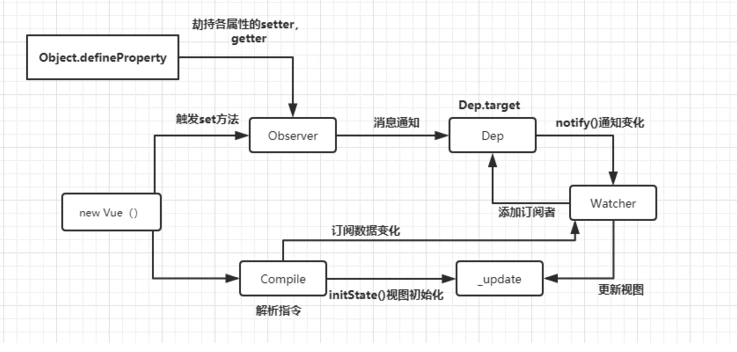 劫持各属性的setter，
getter
Object.defineProperty
触发set方法
Dep.target
Observer
消息通知
Dep
notify()通知变化
new Vue（）
添加订阅者
Watcher
订阅数据变化
Compile
_update
initState()视图初始化
更新视图
解析指令